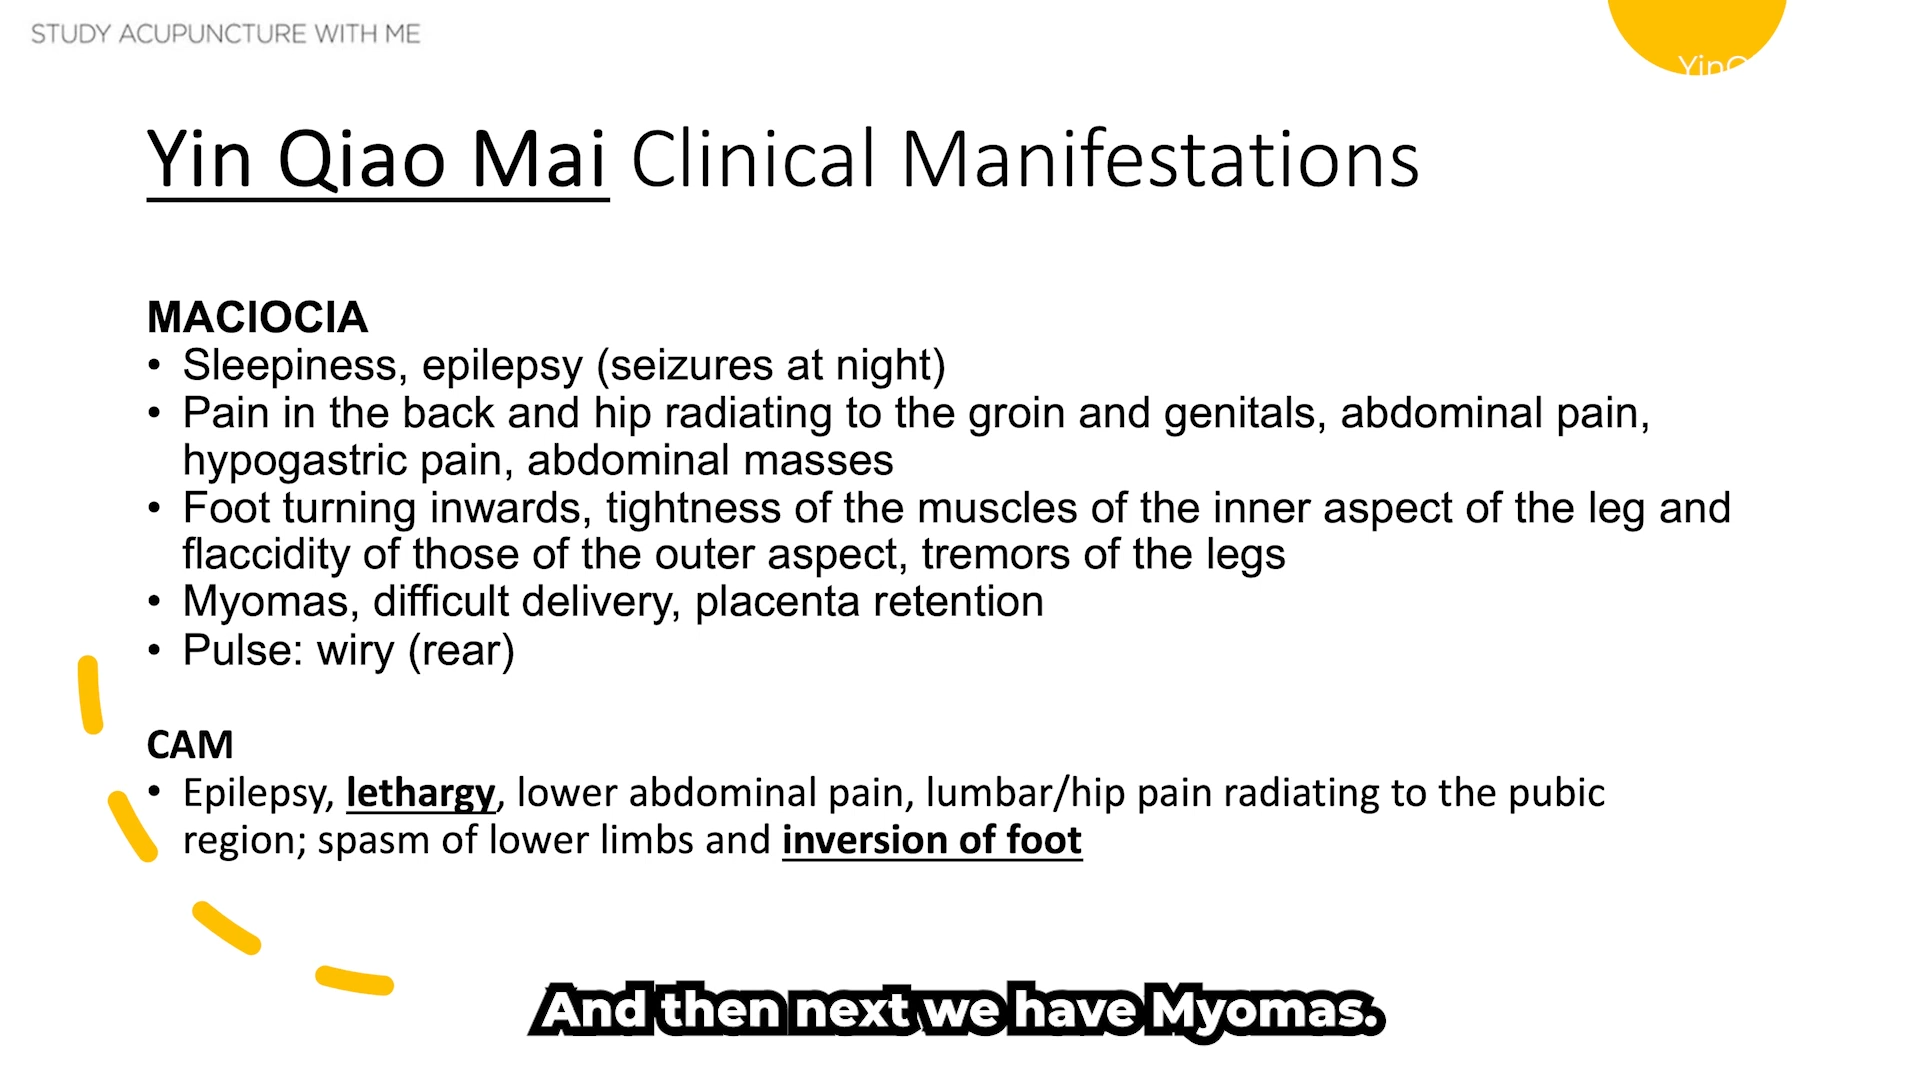 STUDY ACUPUNCTURE WITH ME
Yin Qiao Mai Clinical Manifestations
MACIOCIA
• Sleepiness, epilepsy (seizures at night)
• Pain in the back and hip radiating to the groin and genitals, abdominal pain,
hypogastric pain, abdominal masses
• Foot turning inwards, tightness of the muscles of the inner aspect of the leg and
flaccidity of those of the outer aspect, tremors of the legs
• Myomas, difficult delivery, placenta retention
• Pulse: wiry (rear)
CAM
• Epilepsy, lethargy, lower abdominal pain, lumbar/hip pain radiating to the pubic
region; spasm of lower limbs and inversion of foot
And then next we have Myomas.